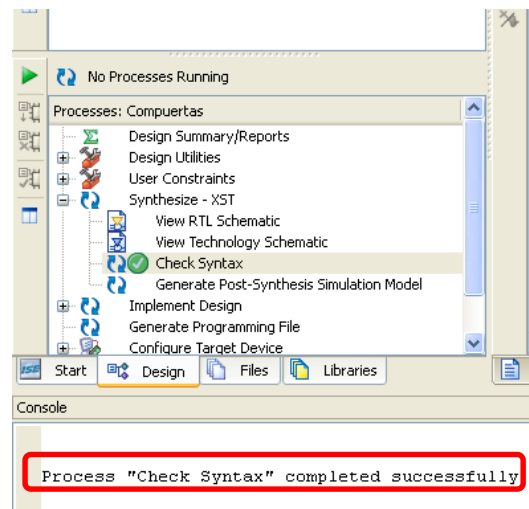 No Processes Running
Processes: Compuertas
Design Summary/Reports
Design Utilities
User Constraints
Synthesize - XST
View RTL Schematic
View Technology Schematic
Check Syntax
Generate Post-Synthesis Simulation Model
Implement Design
Generate Programming File
Configure Target Device
ISE Start Design Files Libraries
Console
Process "Check Syntax" completed successfully